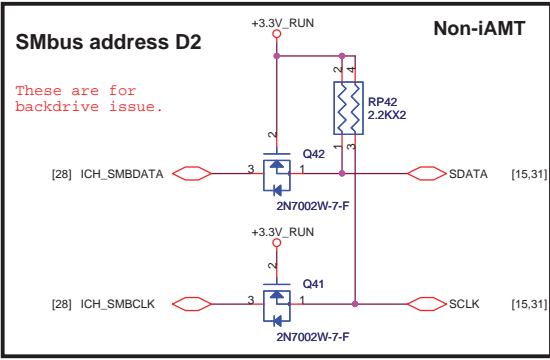 +3.3V_RUN
Non-iAMT
SMbus address D2
These are for
backdrive issue.
2 4
RP42
2.2KX2
2
1 3
Q42
[28] ICH_SMBDATA 3 1 SDATA [15,31]
2N7002W-7-F
+3.3V_RUN
2
Q41
[28] ICH_SMBCLK 3 1 SCLK [15,31]
2N7002W-7-F